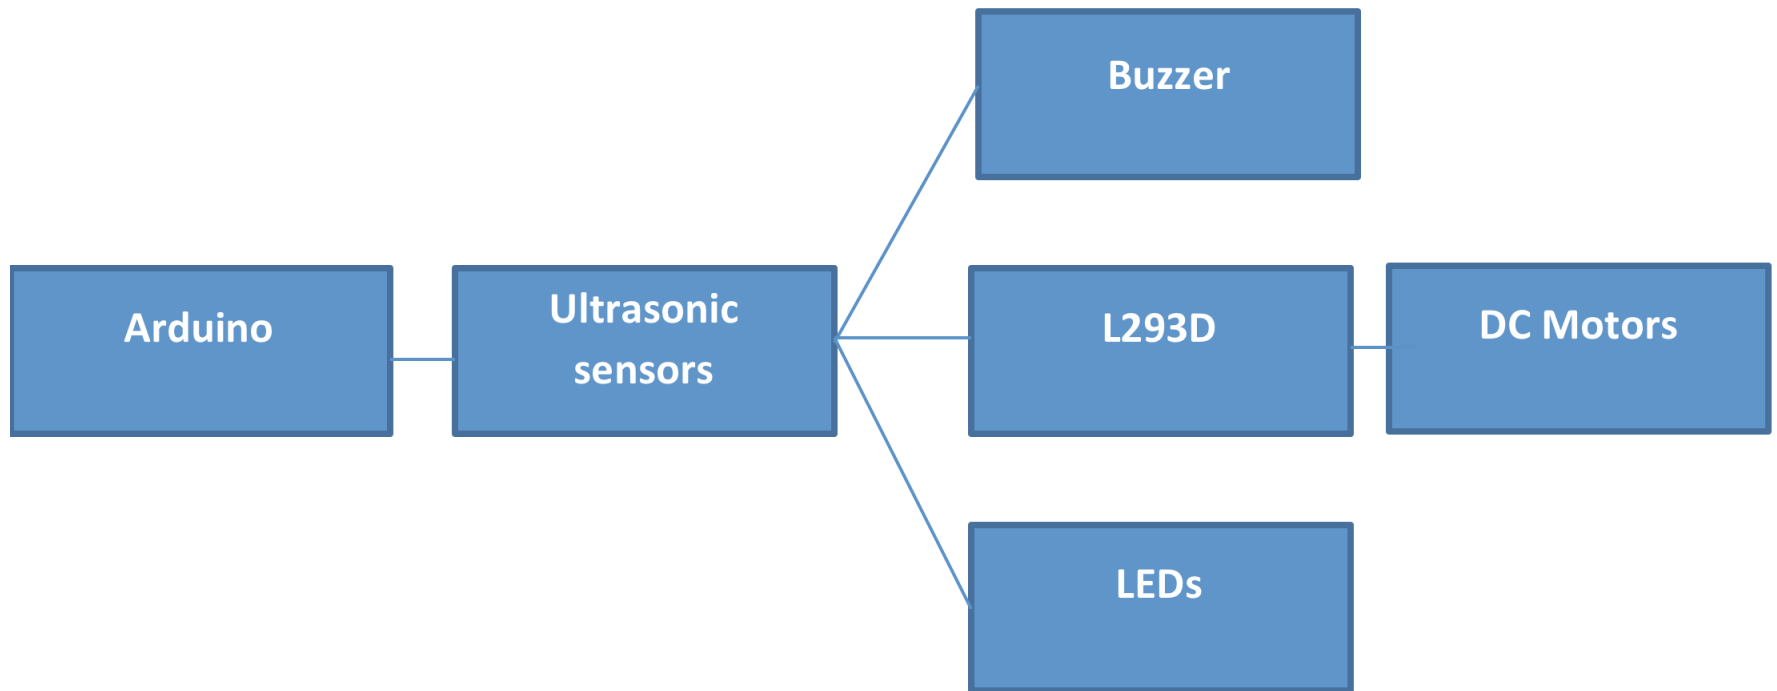 Buzzer
Arduino
Ultrasonic
sensors
L293D
DC Motors
LEDs